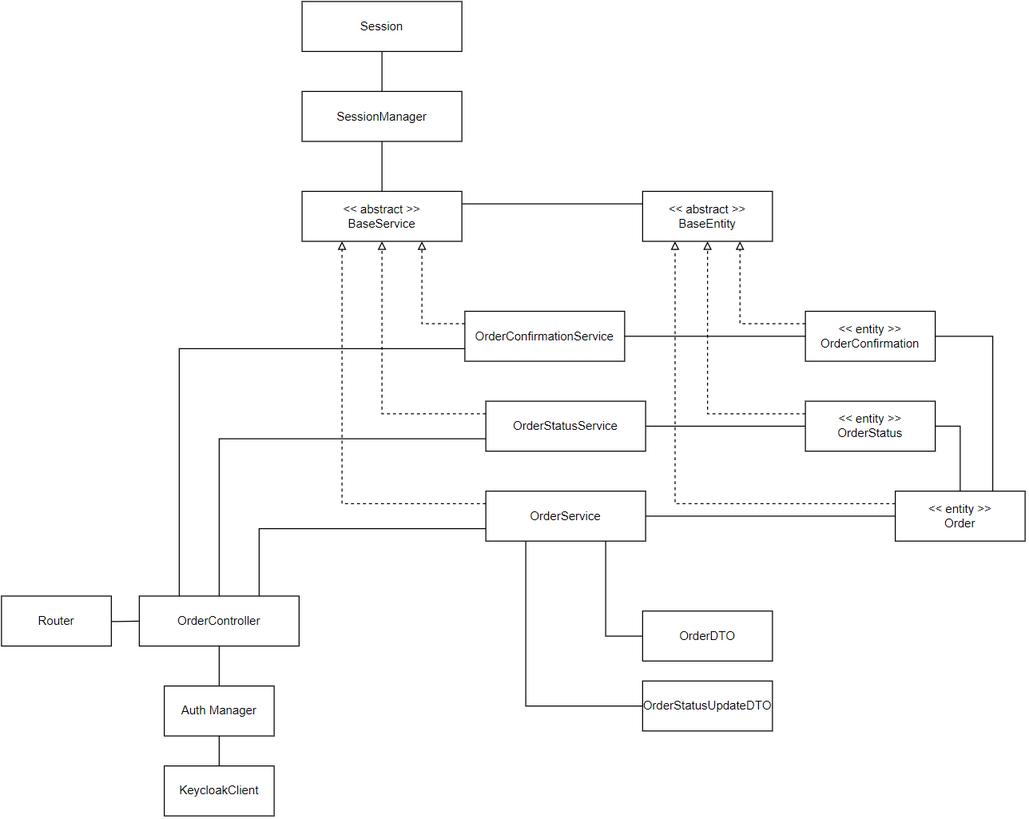 Session
SessionManager
<< abstract >>
BaseService
<< abstract >>
BaseEntity
OrderConfirmationService
<< entity >>
OrderConfirmation
OrderStatusService
<< entity >>
OrderStatus
OrderService
<< entity >>
Order
Router
OrderController
OrderDTO
OrderStatusUpdateDTO
Auth Manager
KeycloakClient